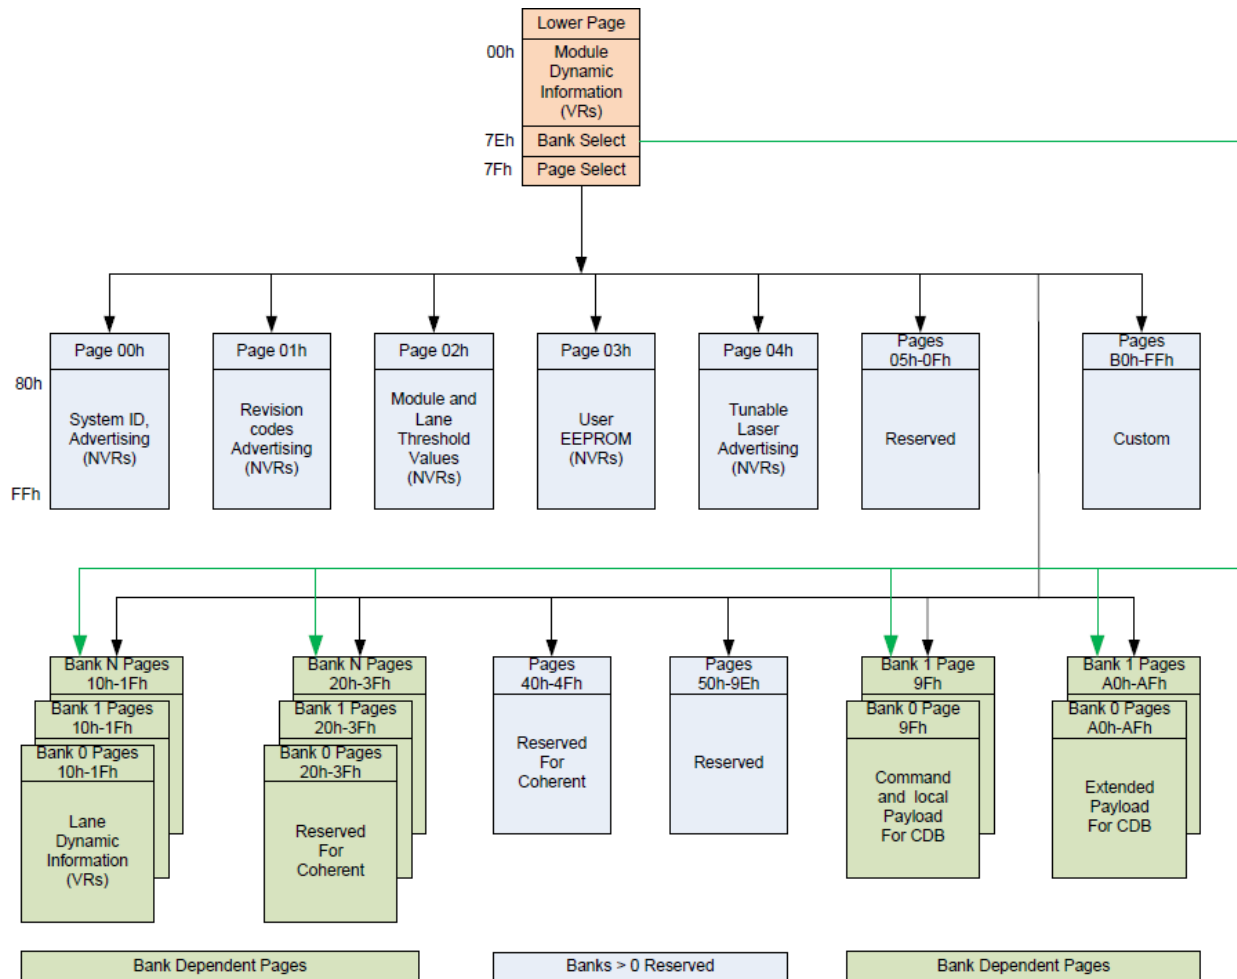 Lower Page
00h
Module
Dynamic
Information
(VRs)
7Eh
Bank Select
7Fh
Page Select
Page 00h
Page 01h
Page 02h
Page 03h
Page 04h
Pages
05h-0Fh
Pages
B0h-FFh
80h
System ID,
Advertising
(NVRs)
Revision
codes
Advertising
(NVRs)
Module and
Lane
Threshold
Values
(NVRs)
User
EEPROM
(NVRs)
Tunable
Laser
Advertising
(NVRs)
Reserved
Custom
FFh
Bank N Pages
10h-1Fh
Bank 1 Pages
10h-1Fh
Bank 0 Pages
10h-1Fh
Lane
Dynamic
Information
(VRs)
Bank N Pages
20h-3Fh
Bank 1 Pages
20h-3Fh
Bank 0 Pages
20h-3Fh
Reserved
For
Coherent
Pages
40h-4Fh
Reserved
For
Coherent
Pages
50h-9Eh
Reserved
Bank 1 Page
9Fh
Bank 0 Page
9Fh
Command
and local
Payload
For CDB
Bank 1 Pages
A0h-AFh
Bank 0 Pages
A0h-AFh
Extended
Payload
For CDB
Bank Dependent Pages
Banks > 0 Reserved
Bank Dependent Pages